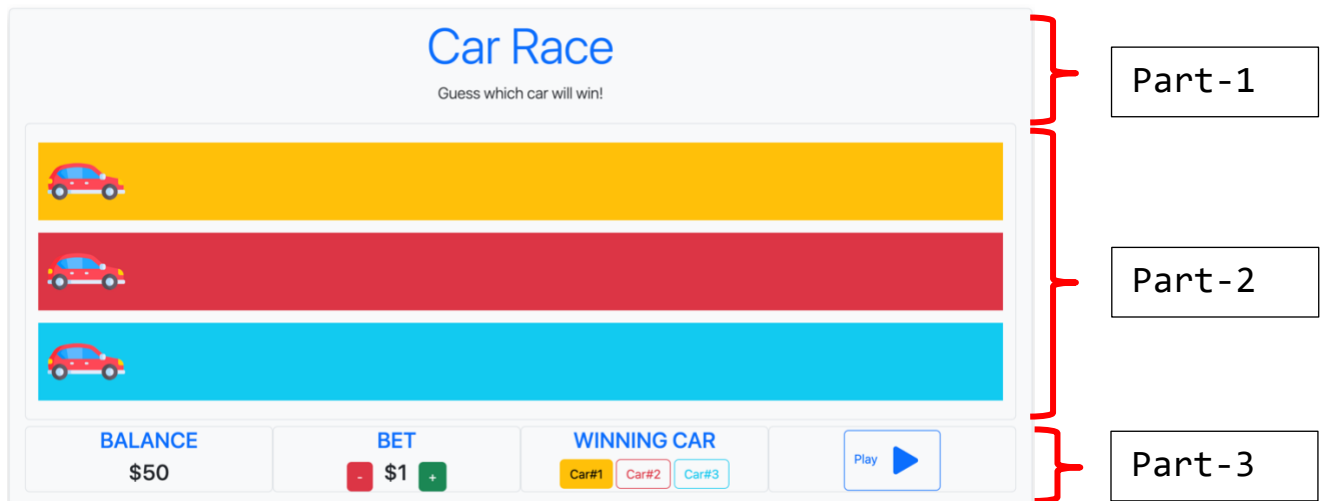 Car Race
Guess which car will win!
Part-1
Part-2
BALANCE
$50
BET
- $1 +
WINNING CAR
Car#1 Car#2 Car#3
Play
Part-3